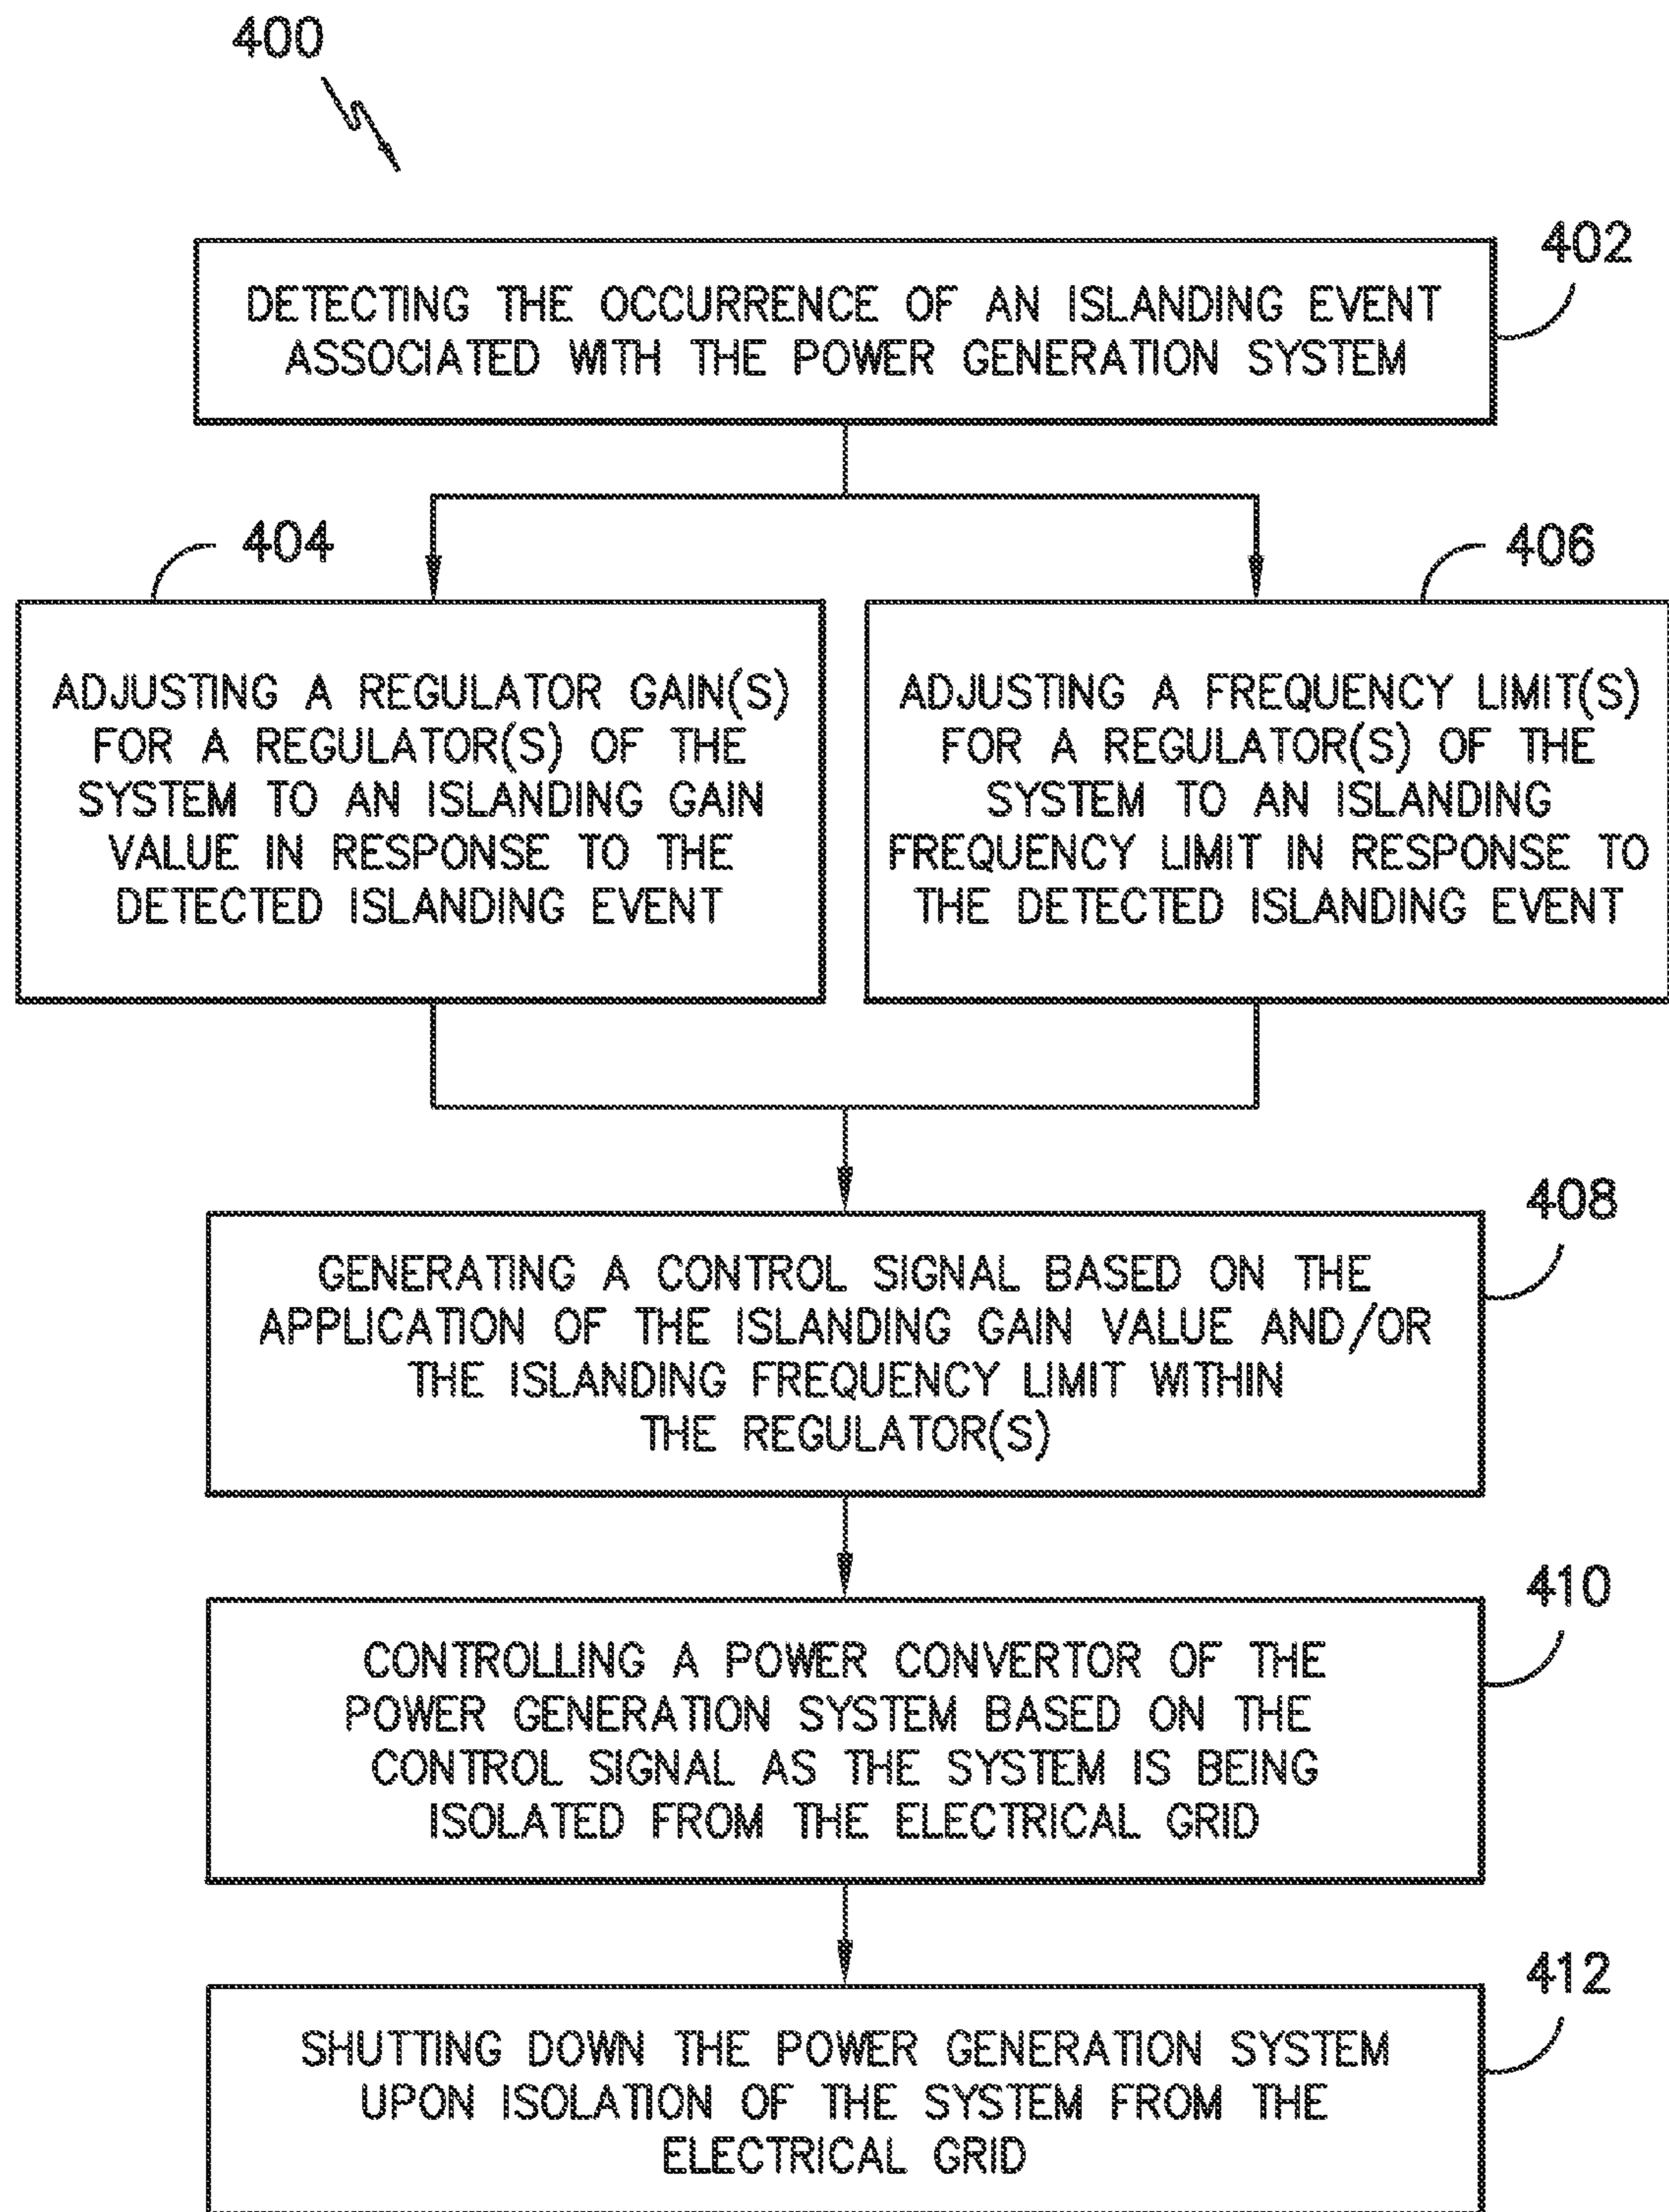 400
402
DETECTING THE OCCURRENCE OF AN ISLANDING EVENT
ASSOCIATED WITH THE POWER GENERATION SYSTEM
404
ADJUSTING A REGULATOR GAIN(S)
FOR A REGULATOR(S) OF THE
SYSTEM TO AN ISLANDING GAIN
VALUE IN RESPONSE TO THE
DETECTED ISLANDING EVENT
406
ADJUSTING A FREQUENCY LIMIT(S)
FOR A REGULATOR(S) OF THE
SYSTEM TO AN ISLANDING
FREQUENCY LIMIT IN RESPONSE TO
THE DETECTED ISLANDING EVENT
408
GENERATING A CONTROL SIGNAL BASED ON THE
APPLICATION OF THE ISLANDING GAIN VALUE AND/OR
THE ISLANDING FREQUENCY LIMIT WITHIN
THE REGULATOR(S)
410
CONTROLLING A POWER CONVERTOR OF THE
POWER GENERATION SYSTEM BASED ON THE
CONTROL SIGNAL AS THE SYSTEM IS BEING
ISOLATED FROM THE ELECTRICAL GRID
412
SHUTTING DOWN THE POWER GENERATION SYSTEM
UPON ISOLATION OF THE SYSTEM FROM THE
ELECTRICAL GRID